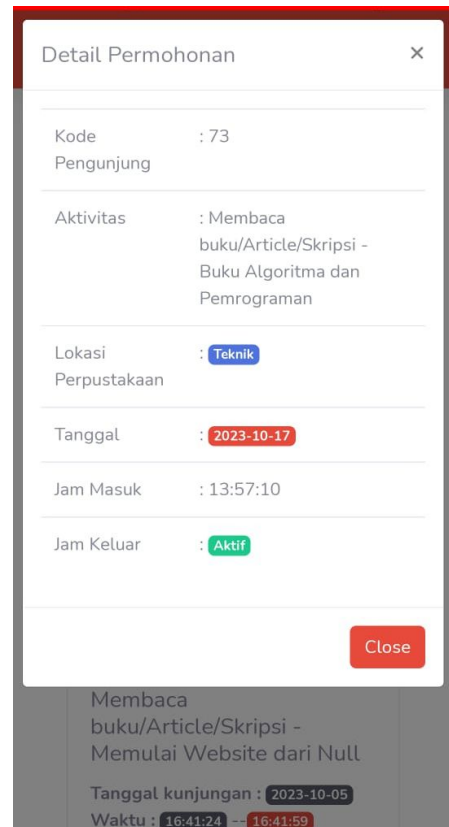 Detail Permohonan ×
Kode : 73
Pengunjung
Aktivitas : Membaca
buku/Article/Skripsi -
Buku Algoritma dan
Pemrograman
Lokasi : Teknik
Perpustakaan
Tanggal : 2023-10-17
Jam Masuk : 13:57:10
Jam Keluar : Aktif
Close
Membaca
buku/Article/Skripsi -
Memulai Website dari Null
Tanggal kunjungan : 2023-10-05
Waktu : 16:41:24 -- 16:41:59